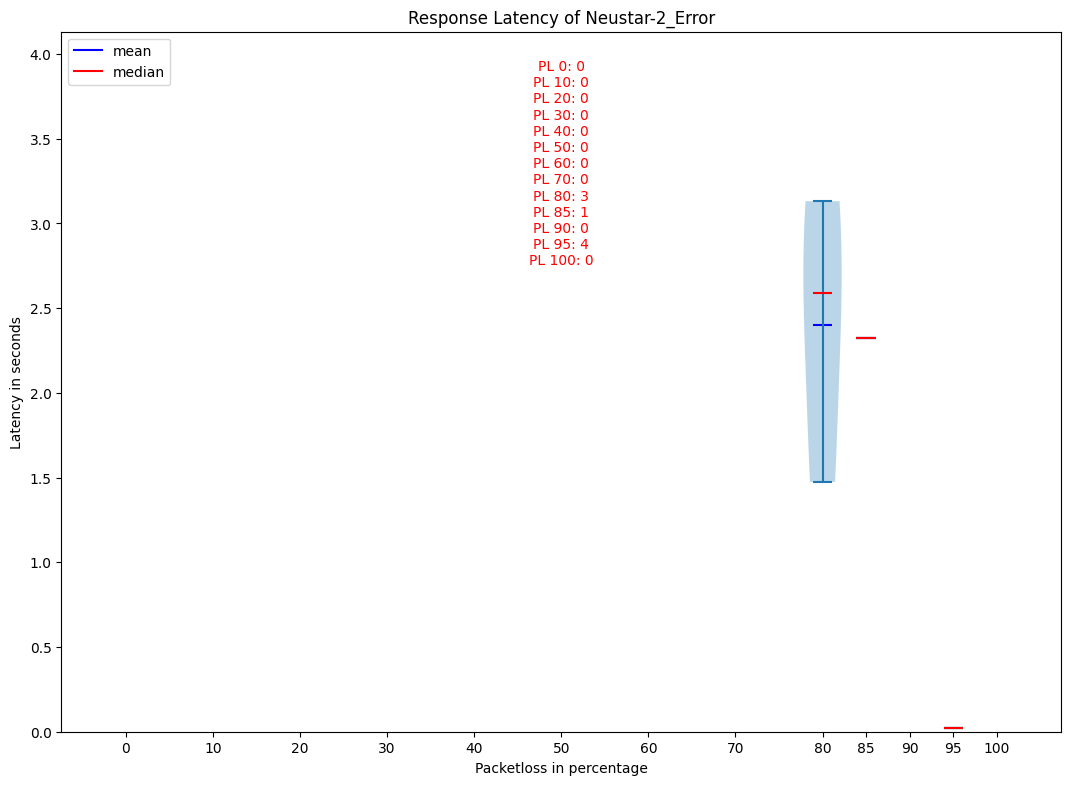 Response Latency of Neustar-2_Error
mean
median
PL 0: 0
PL 10: 0
PL 20: 0
PL 30: 0
PL 40: 0
PL 50: 0
PL 60: 0
PL 70: 0
PL 80: 3
PL 85: 1
PL 90: 0
PL 95: 4
PL 100: 0
Latency in seconds
4.0
3.5
3.0
2.5
2.0
1.5
1.0
0.5
0.0
0 10 20 30 40 50 60 70 80 85 90 95 100
Packetloss in percentage